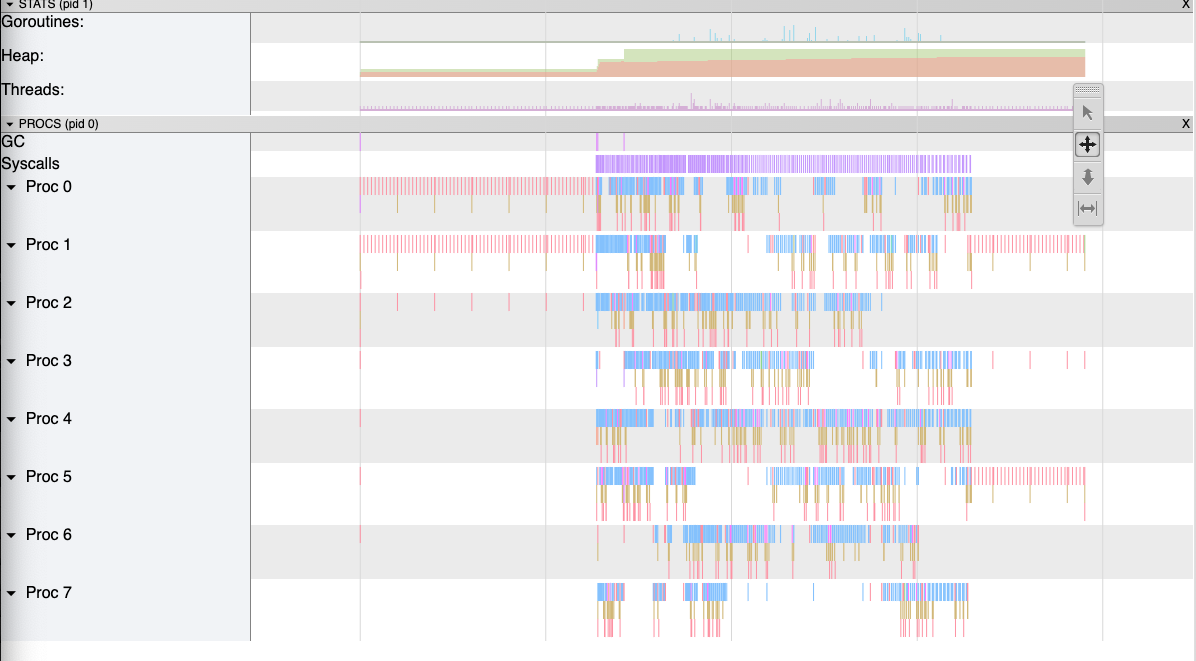 STATS (pid 1)
X
Goroutines:
Heap:
Threads:
PROCS (pid 0)
X
GC
Syscalls
Proc 0
Proc 1
Proc 2
Proc 3
Proc 4
Proc 5
Proc 6
Proc 7